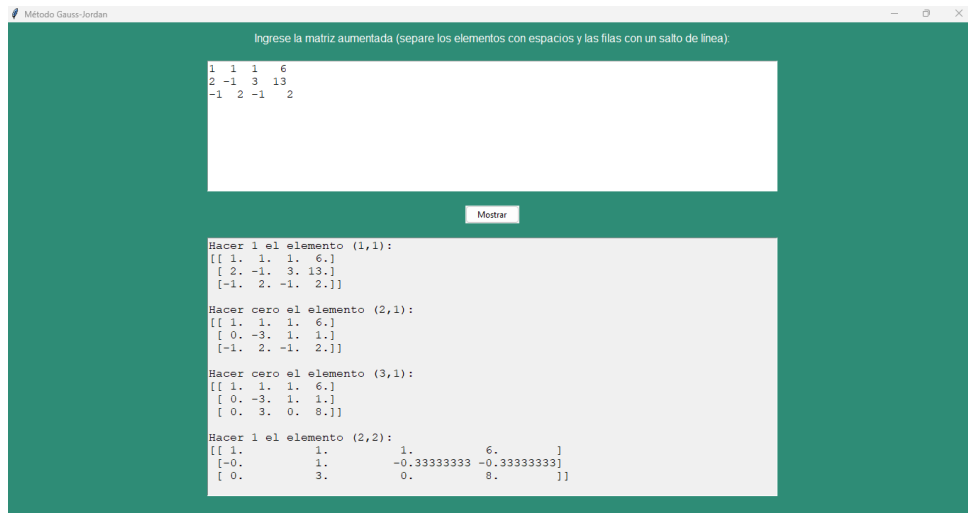 Método Gauss-Jordan
Ingrese la matriz aumentada (separe los elementos con espacios y las filas con un salto de línea):
1  1  1   6
2 -1  3  13
-1  2 -1   2
Mostrar
Hacer 1 el elemento (1,1):
[[ 1.  1.  1.  6.]
 [ 2. -1.  3. 13.]
 [-1.  2. -1.  2.]]
Hacer cero el elemento (2,1):
[[ 1.  1.  1.  6.]
 [ 0. -3.  1.  1.]
 [-1.  2. -1.  2.]]
Hacer cero el elemento (3,1):
[[ 1.  1.  1.  6.]
 [ 0. -3.  1.  1.]
 [ 0.  3.  0.  8.]]
Hacer 1 el elemento (2,2):
[[ 1.          1.          1.          6.        ]
 [-0.          1.         -0.33333333 -0.33333333]
 [ 0.          3.          0.          8.        ]]